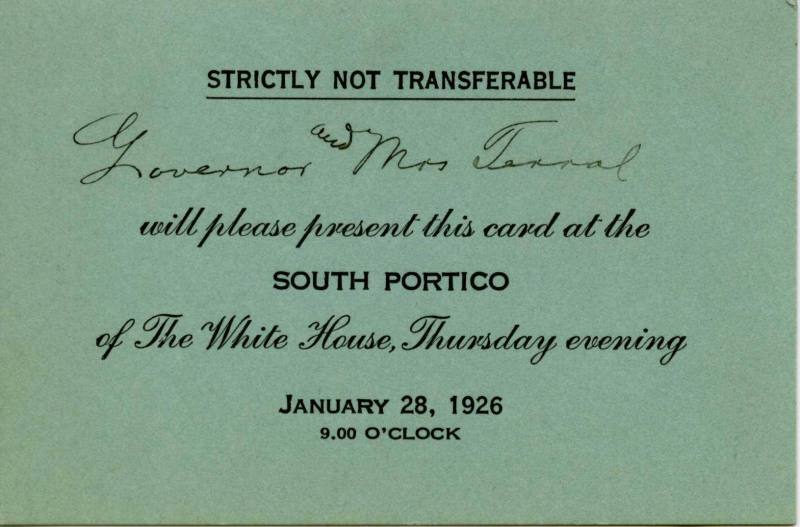 STRICTLY NOT TRANSFERABLE
Governor and Mrs Terral
will please present this card at the
SOUTH PORTICO
of The White House, Thursday evening
JANUARY 28, 1926
9.00 O'CLOCK